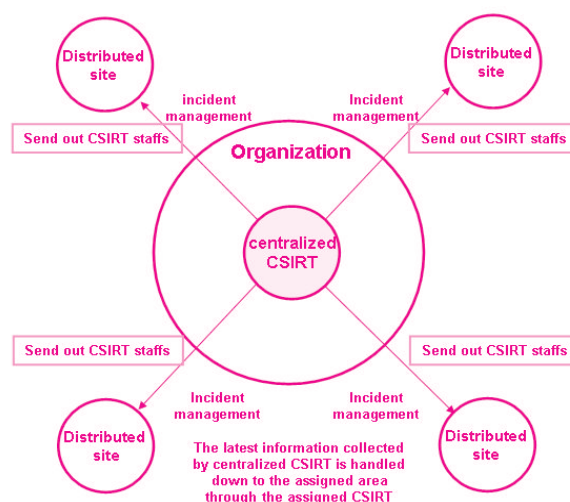 Distributed
site
Distributed
site
incident
management
Incident
management
Send out CSIRT staffs
Send out CSIRT staffs
Organization
centralized
CSIRT
Send out CSIRT staffs
Send out CSIRT staffs
Incident
management
Incident
management
Distributed
site
Distributed
site
The latest information collected
by centralized CSIRT is handled
down to the assigned area
through the assigned CSIRT